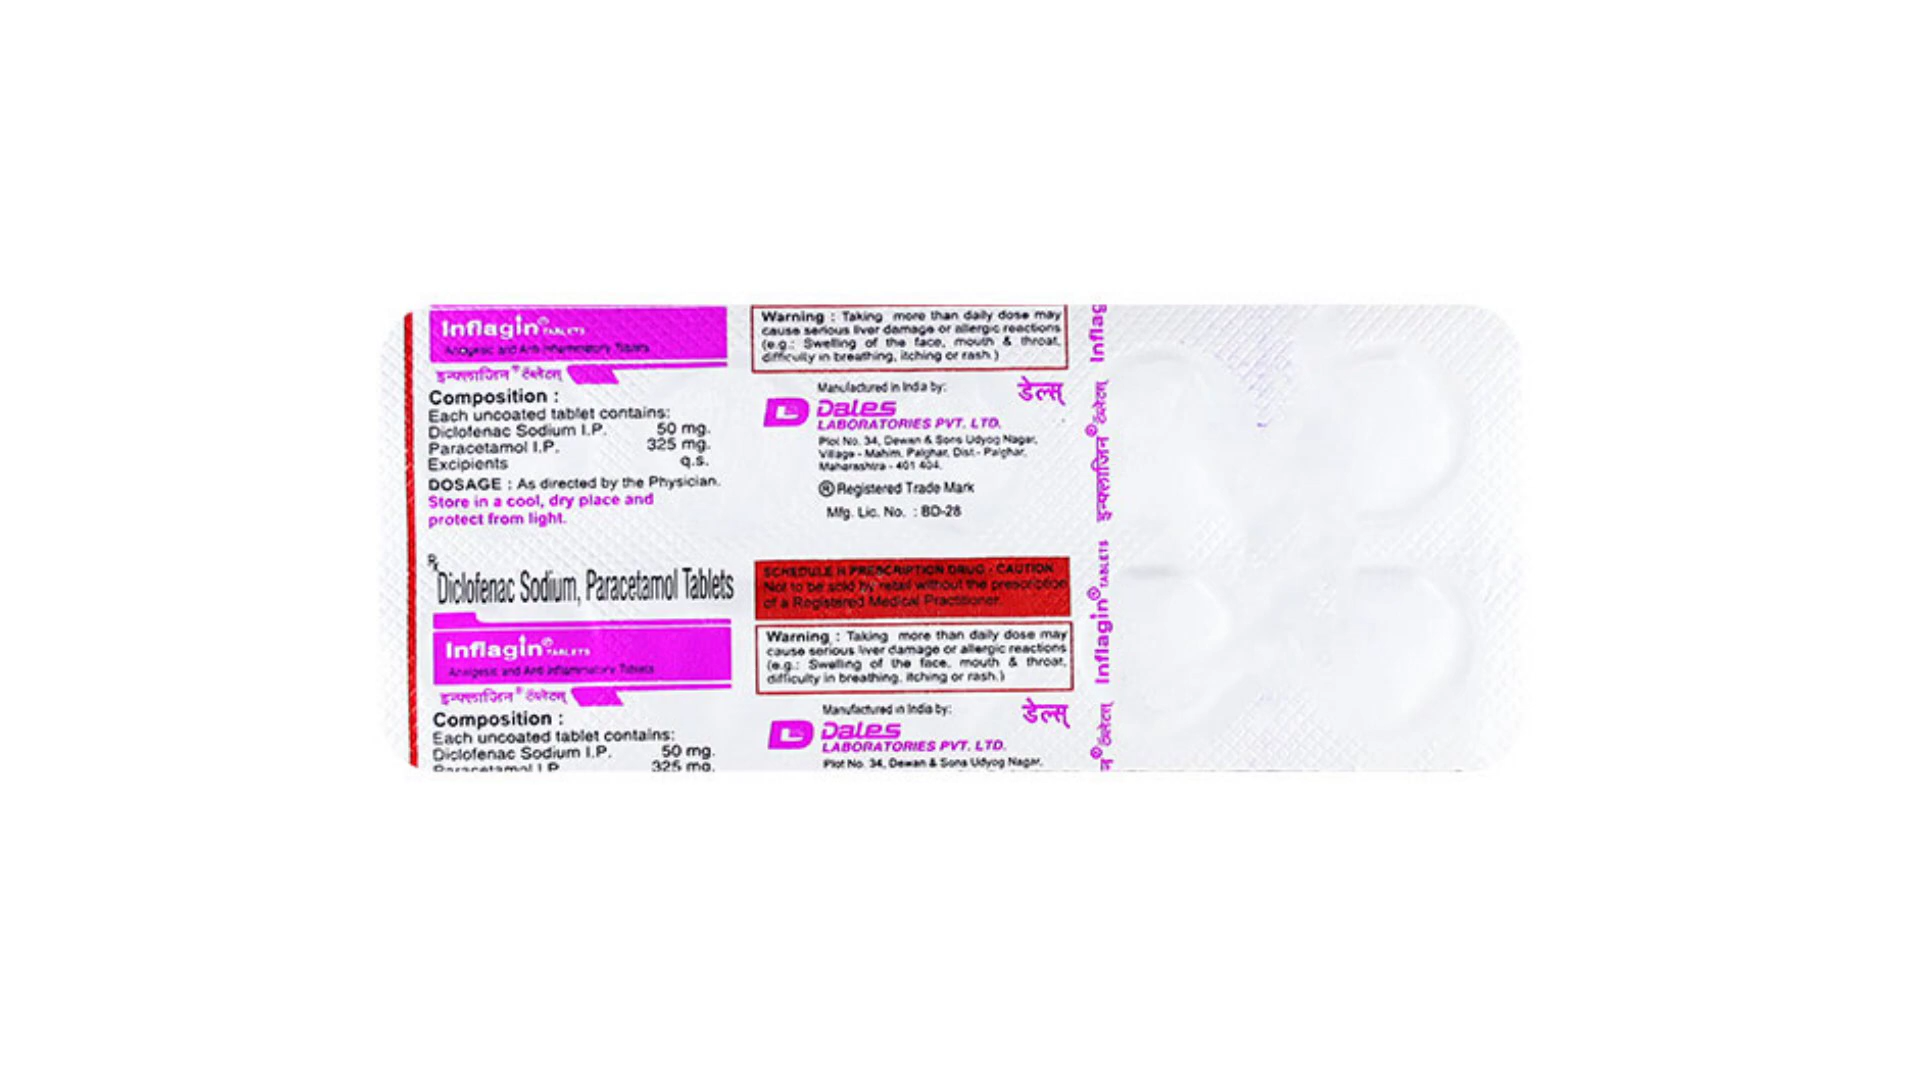 Inflagin® TABLETS
Analgesic and Anti Inflammatory Tablets
इन्फ्लाजिन® टॅब्लेटस्
Composition :
Each uncoated tablet contains:
Diclofenac Sodium I.P. 50 mg.
Paracetamol I.P. 325 mg.
Excipients q.s.
DOSAGE : As directed by the Physician.
Store in a cool, dry place and
protect from light.
Rx
Diclofenac Sodium, Paracetamol Tablets
Inflagin® TABLETS
Analgesic and Anti Inflammatory Tablets
इन्फ्लाजिन® टॅब्लेटस्
Composition :
Each uncoated tablet contains:
Diclofenac Sodium I.P. 50 mg.
Paracetamol I.P. 325 mg.
Warning : Taking more than daily dose may
cause serious liver damage or allergic reactions
(e.g.: Swelling of the face, mouth & throat,
difficulty in breathing, itching or rash.)
Manufactured in India by:
Dales डेल्स्
LABORATORIES PVT. LTD.
Plot No. 34, Dewan & Sons Udyog Nagar,
Village - Mahim, Palghar, Dist.- Palghar,
Maharashtra - 401 404.
® Registered Trade Mark
Mfg. Lic. No. : BD-28
SCHEDULE H PRESCRIPTION DRUG - CAUTION
Not to be sold by retail without the prescription
of a Registered Medical Practitioner.
Warning : Taking more than daily dose may
cause serious liver damage or allergic reactions
(e.g.: Swelling of the face, mouth & throat,
difficulty in breathing, itching or rash.)
Manufactured in India by:
Dales डेल्स्
LABORATORIES PVT. LTD.
Plot No. 34, Dewan & Sons Udyog Nagar,
न® टॅब्लेटस् Inflagin® TABLETS इन्फ्लाजिन® टॅब्लेटस् Inflag